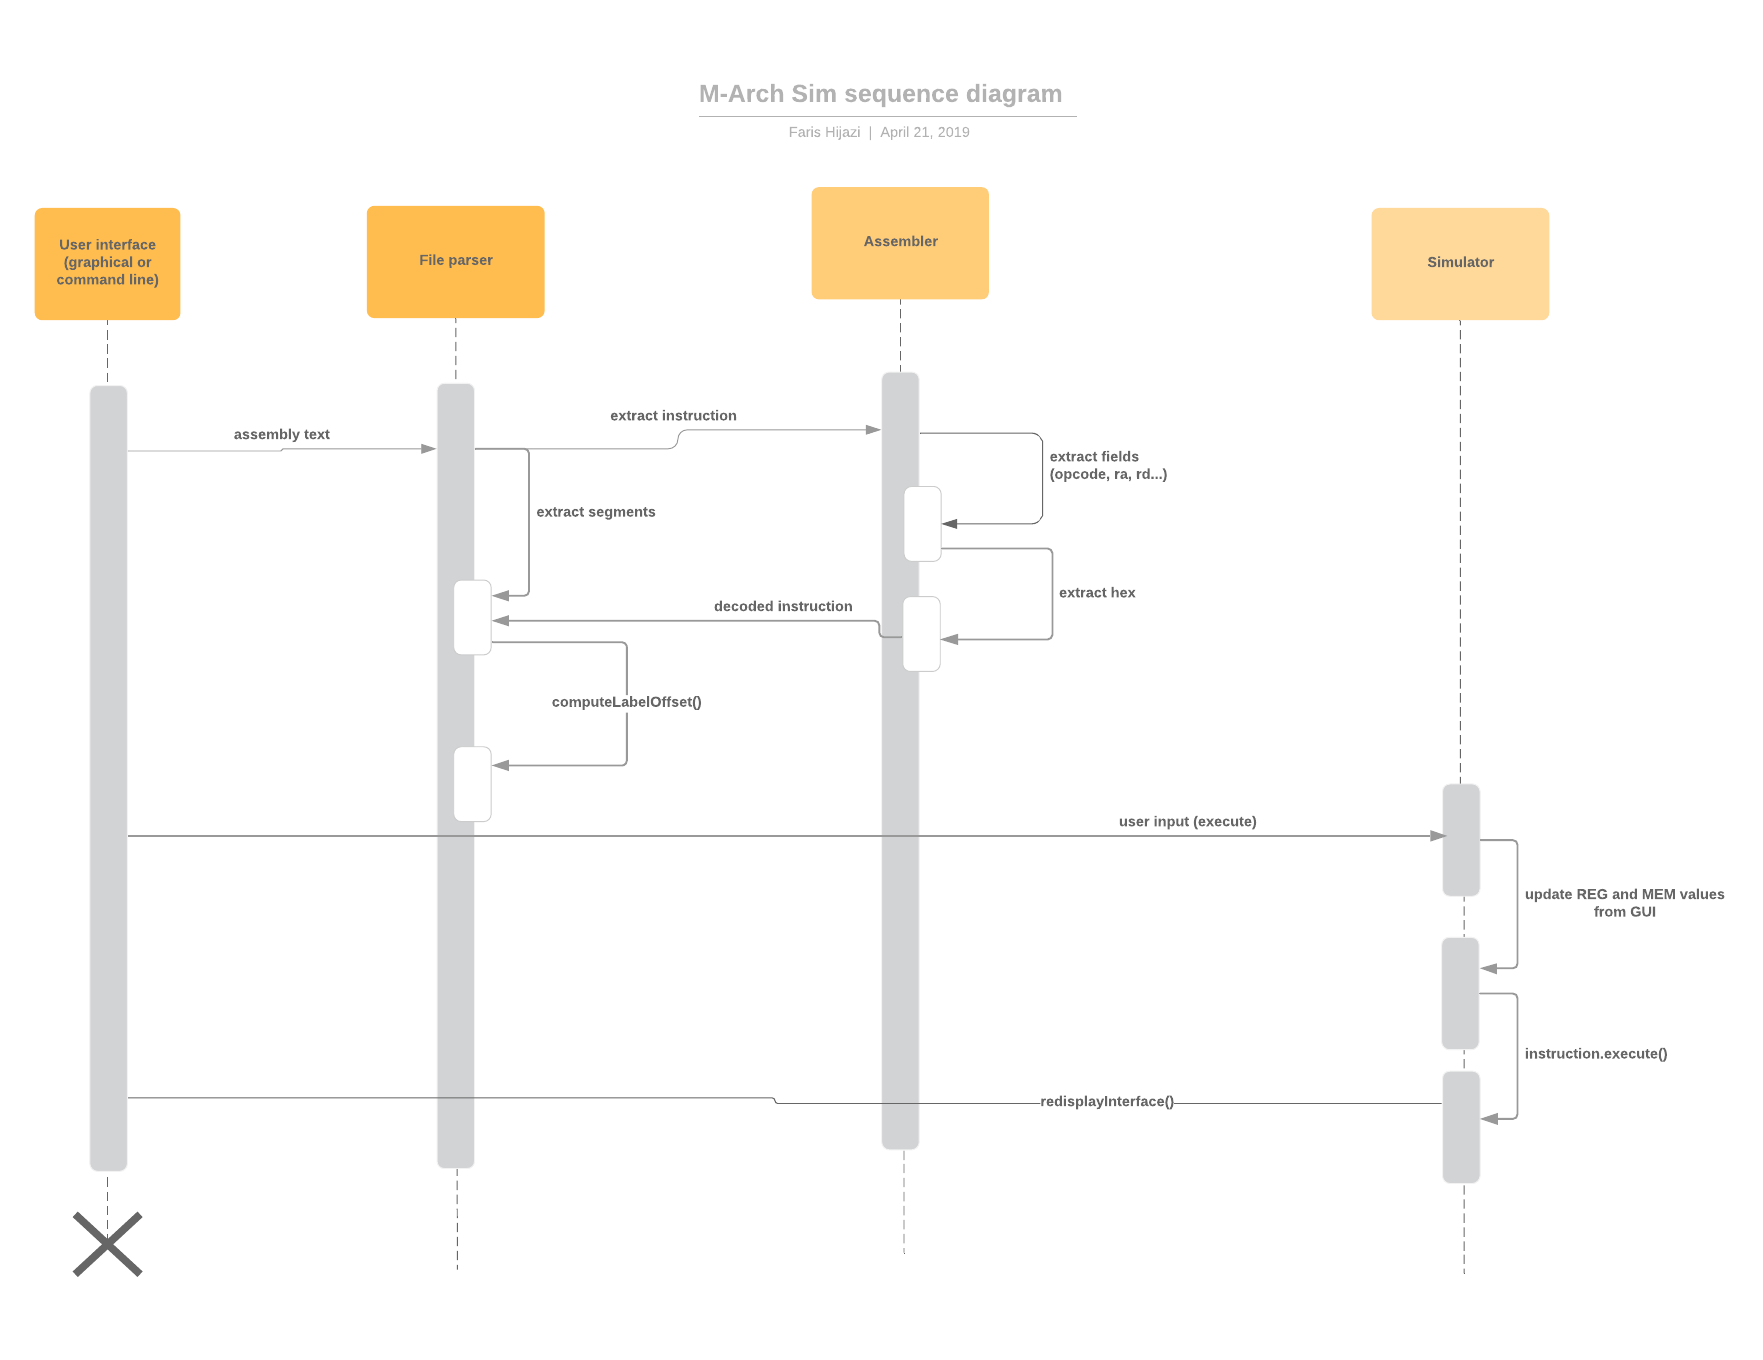 M-Arch Sim sequence diagram
Faris Hijazi | April 21, 2019
User interface
(graphical or
command line)
File parser
Assembler
Simulator
assembly text
extract instruction
extract fields
(opcode, ra, rd...)
extract segments
extract hex
decoded instruction
computeLabelOffset()
user input (execute)
update REG and MEM values
from GUI
instruction.execute()
redisplayInterface()